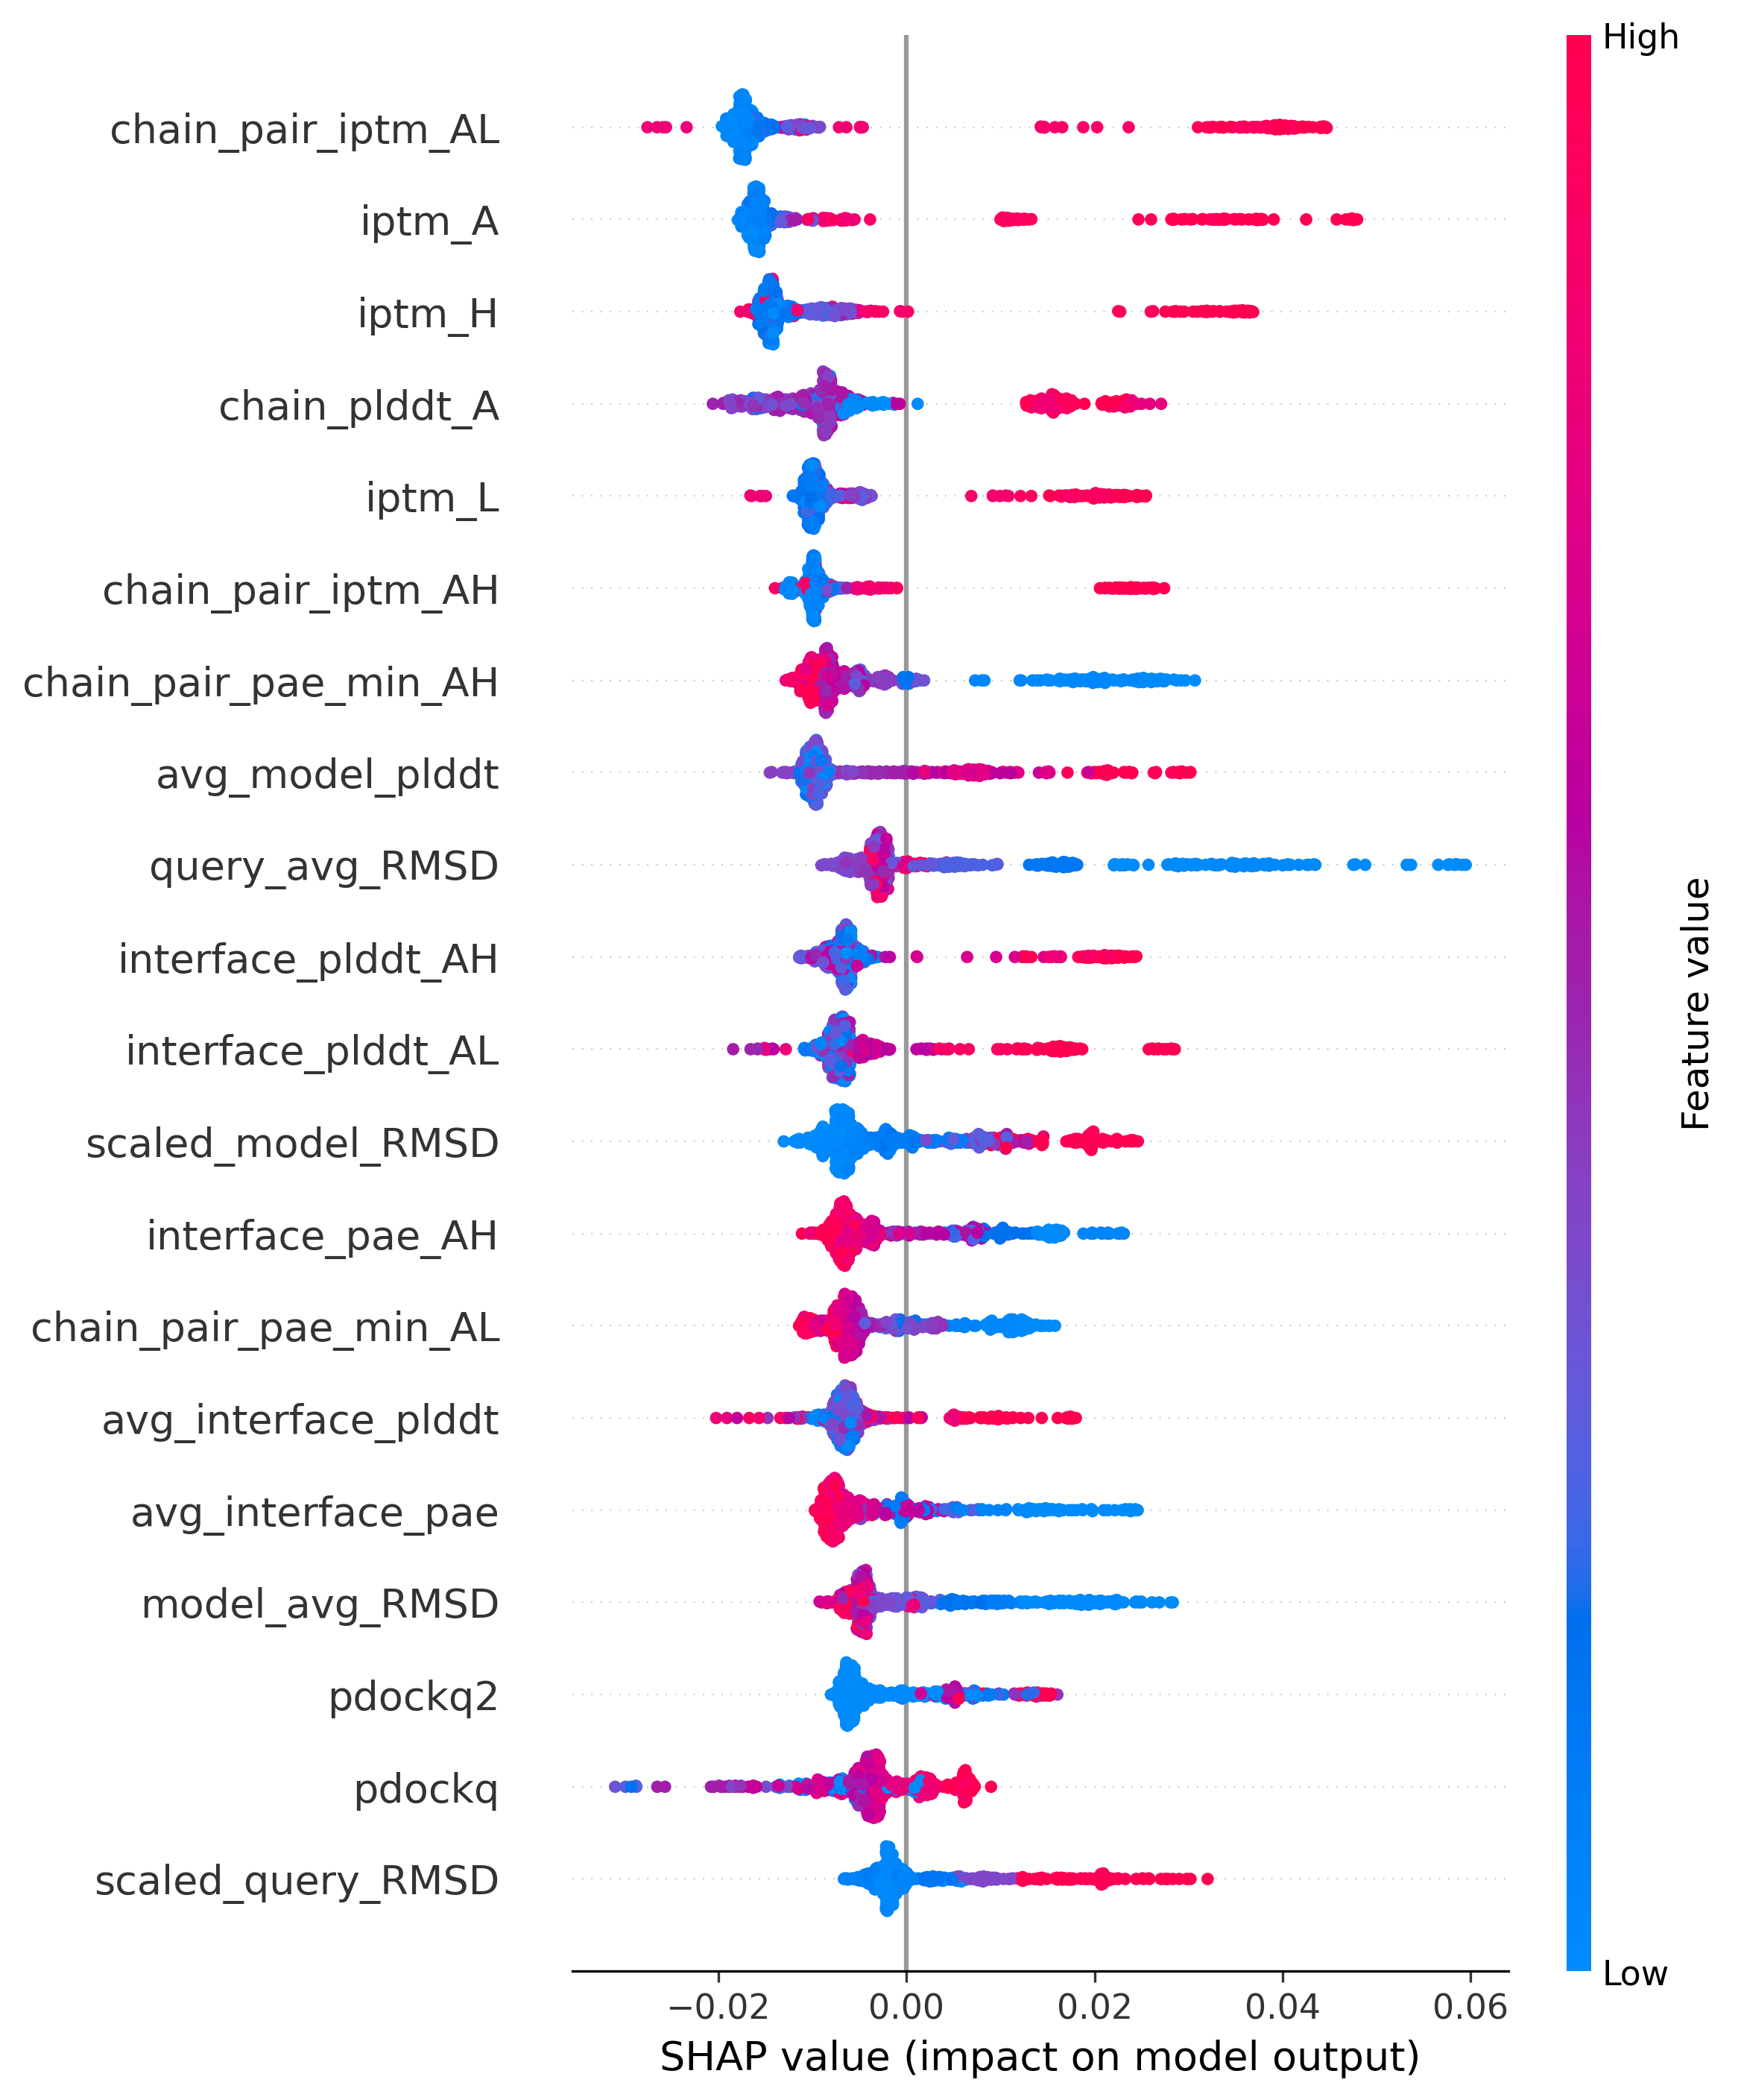 High
chain_pair_iptm_AL
iptm_A
iptm_H
chain_plddt_A
iptm_L
chain_pair_iptm_AH
chain_pair_pae_min_AH
avg_model_plddt
query_avg_RMSD
interface_plddt_AH
interface_plddt_AL
scaled_model_RMSD
interface_pae_AH
chain_pair_pae_min_AL
avg_interface_plddt
avg_interface_pae
model_avg_RMSD
pdockq2
pdockq
scaled_query_RMSD
Feature value
Low
−0.02 0.00 0.02 0.04 0.06
SHAP value (impact on model output)